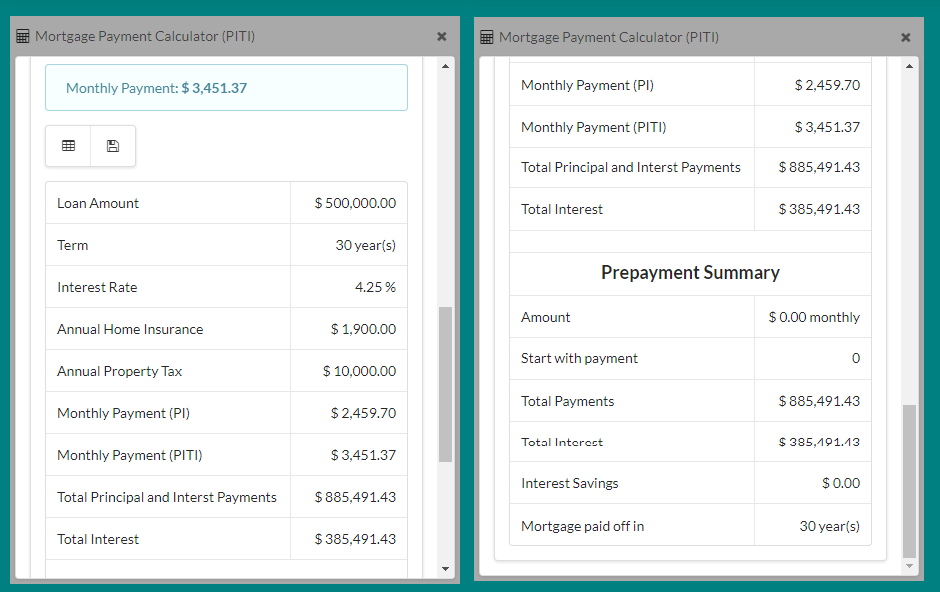 Mortgage Payment Calculator (PITI)
Monthly Payment: $ 3,451.37
Loan Amount $ 500,000.00
Term 30 year(s)
Interest Rate 4.25 %
Annual Home Insurance $ 1,900.00
Annual Property Tax $ 10,000.00
Monthly Payment (PI) $ 2,459.70
Monthly Payment (PITI) $ 3,451.37
Total Principal and Interst Payments $ 885,491.43
Total Interest $ 385,491.43
Mortgage Payment Calculator (PITI)
Monthly Payment (PI) $ 2,459.70
Monthly Payment (PITI) $ 3,451.37
Total Principal and Interst Payments $ 885,491.43
Total Interest $ 385,491.43
Prepayment Summary
Amount $ 0.00 monthly
Start with payment 0
Total Payments $ 885,491.43
Total Interest $ 385,491.43
Interest Savings $ 0.00
Mortgage paid off in 30 year(s)